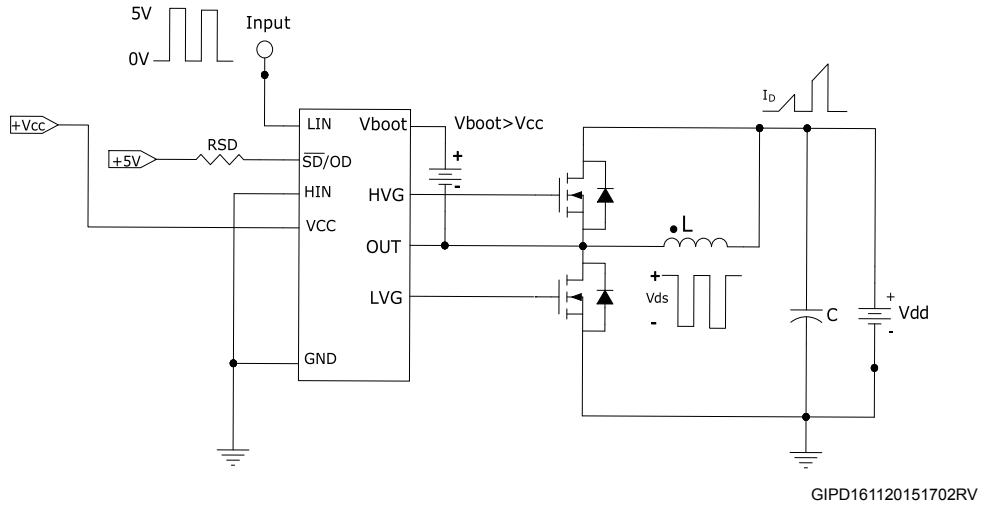 5V
0V
Input
+Vcc
+5V
RSD
LIN
SD/OD
HIN
VCC
GND
Vboot
HVG
OUT
LVG
Vboot>Vcc
+
-
L
+
Vds
-
ID
C
+
Vdd
-
GIPD161120151702RV